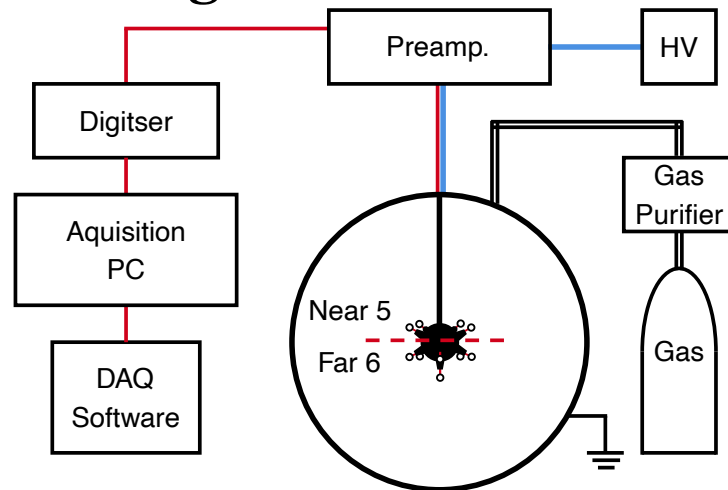 Preamp.
HV
Digitser
Gas
Purifier
Aquisition
PC
Near 5
Far 6
Gas
DAQ
Software